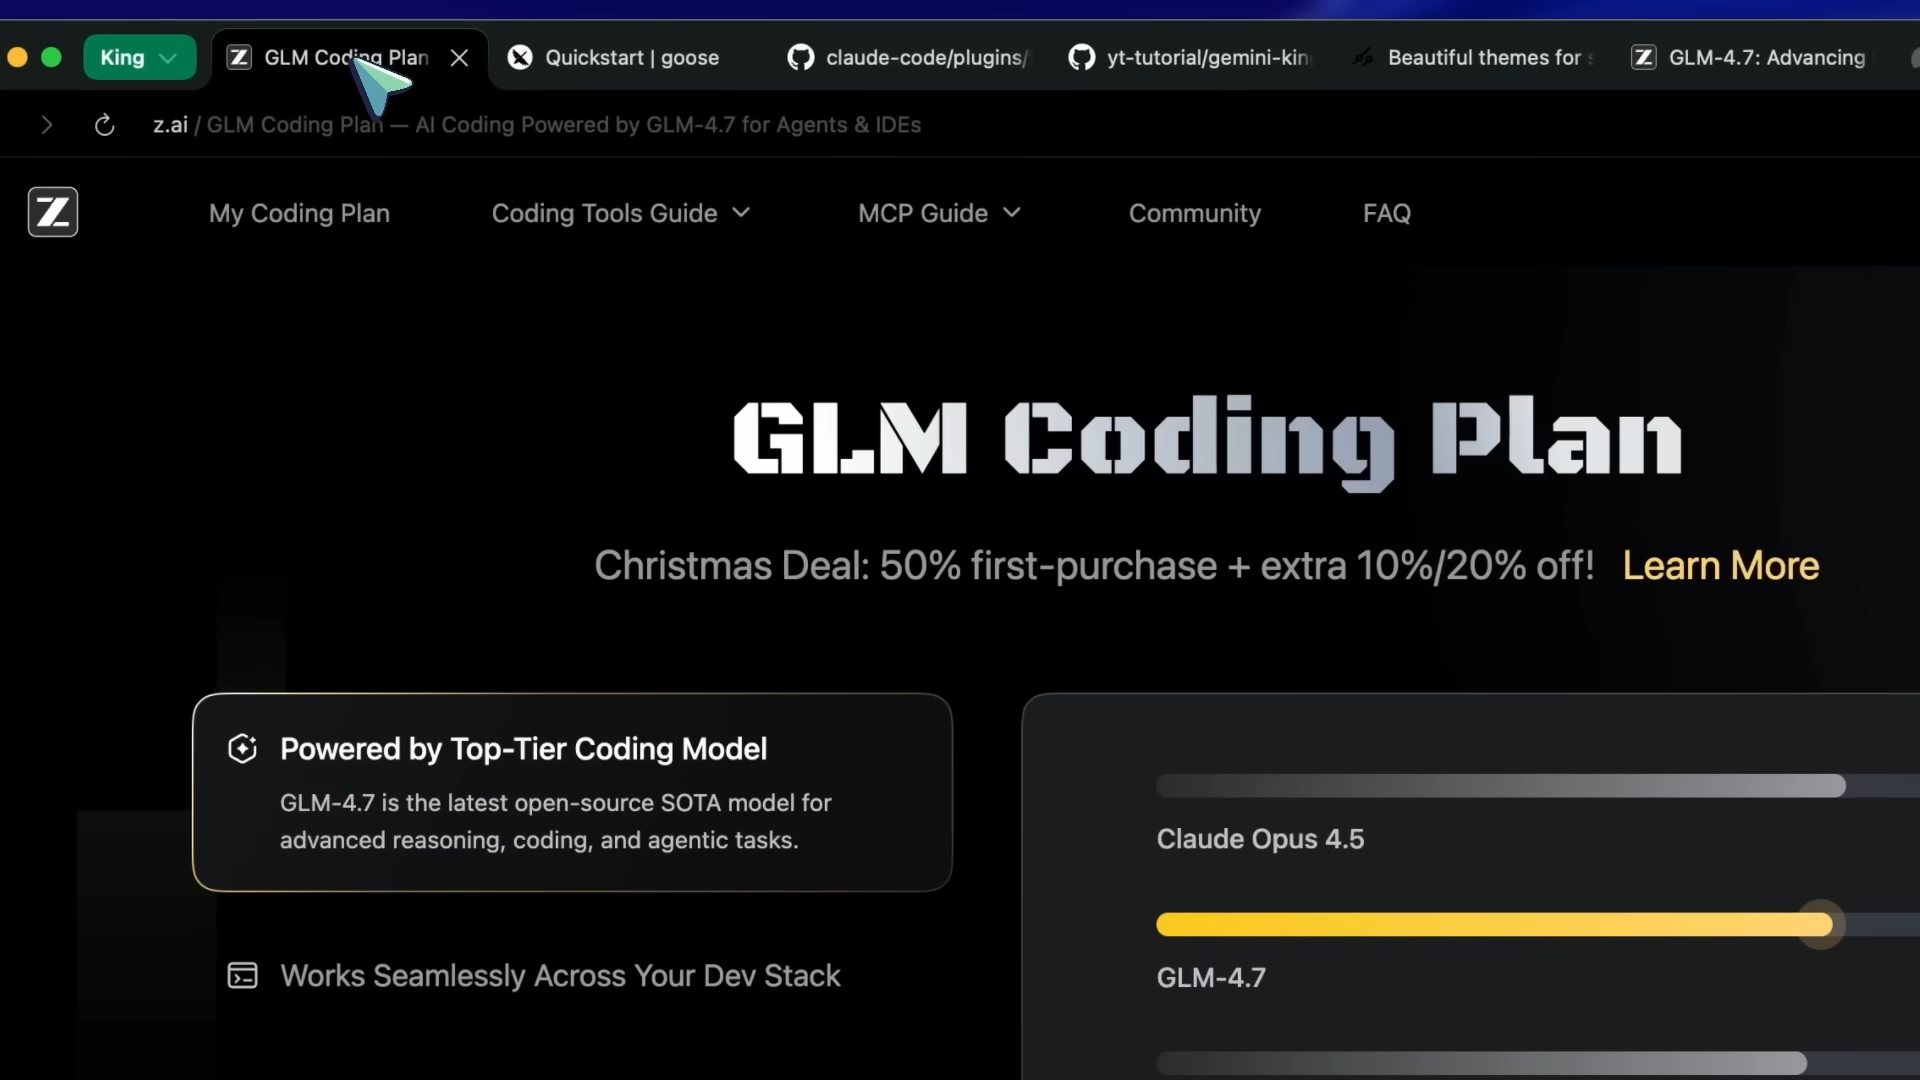 King
GLM Coding Plan
Quickstart | goose
claude-code/plugins/
yt-tutorial/gemini-kin
Beautiful themes for
GLM-4.7: Advancing
z.ai / GLM Coding Plan — AI Coding Powered by GLM-4.7 for Agents & IDEs
Z
My Coding Plan
Coding Tools Guide
MCP Guide
Community
FAQ
GLM Coding Plan
Christmas Deal: 50% first-purchase + extra 10%/20% off! Learn More
Powered by Top-Tier Coding Model
GLM-4.7 is the latest open-source SOTA model for
advanced reasoning, coding, and agentic tasks.
Works Seamlessly Across Your Dev Stack
Claude Opus 4.5
GLM-4.7